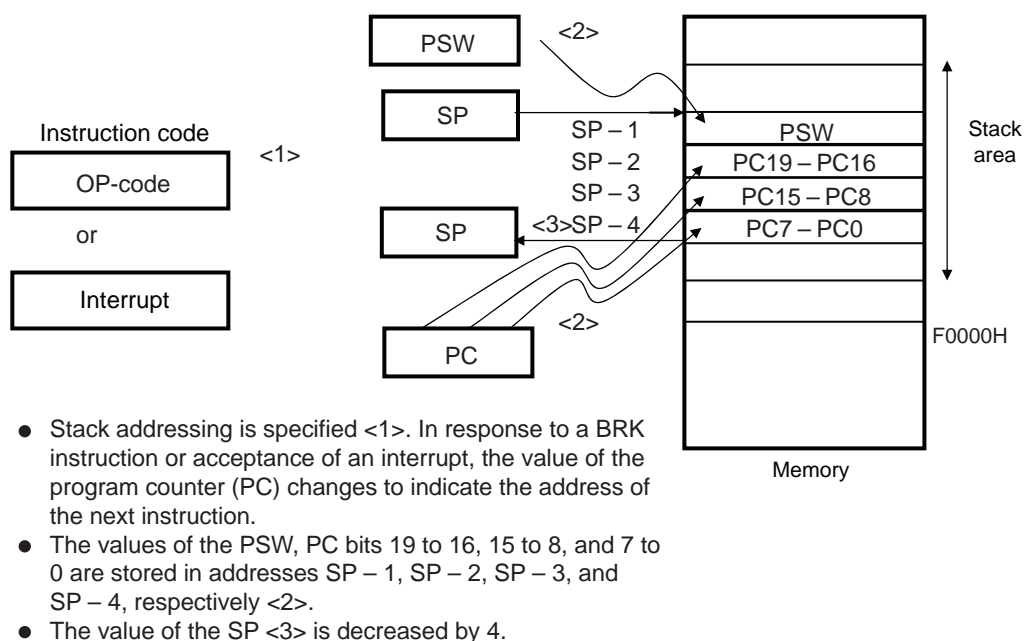 PSW
<2>
SP
SP – 1
PSW
Stack
area
Instruction code
<1>
SP – 2
PC19 – PC16
OP-code
SP – 3
PC15 – PC8
or
SP
<3>
SP – 4
PC7 – PC0
Interrupt
<2>
F0000H
PC
Memory
● Stack addressing is specified <1>. In response to a BRK
instruction or acceptance of an interrupt, the value of the
program counter (PC) changes to indicate the address of
the next instruction.
● The values of the PSW, PC bits 19 to 16, 15 to 8, and 7 to
0 are stored in addresses SP – 1, SP – 2, SP – 3, and
SP – 4, respectively <2>.
● The value of the SP <3> is decreased by 4.